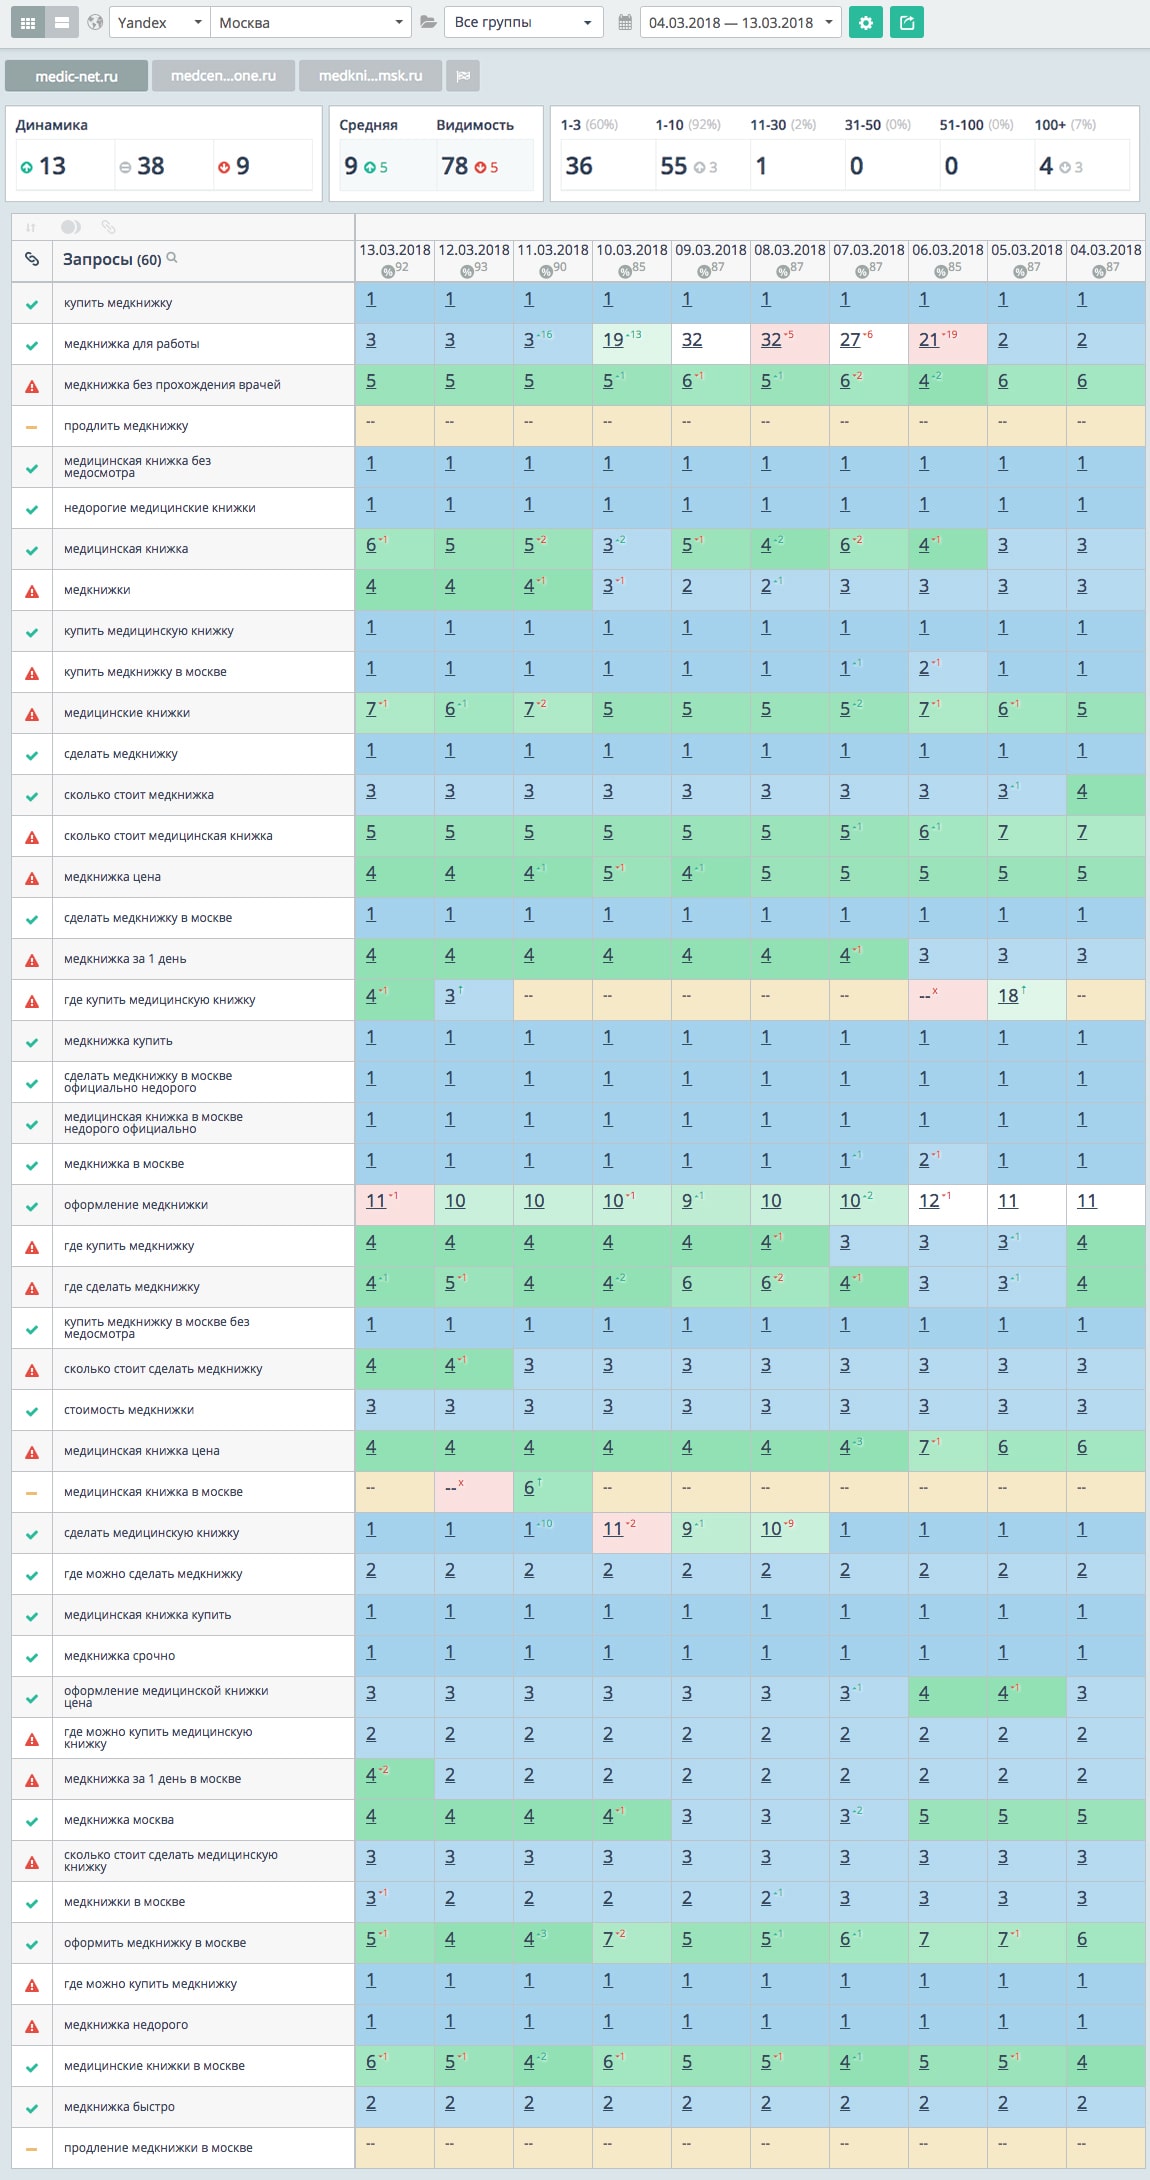 Yandex Москва Все группы 04.03.2018 — 13.03.2018
medic-net.ru medcen...one.ru medkni...msk.ru
Динамика Средняя Видимость 1-3 (60%) 1-10 (92%) 11-30 (2%) 31-50 (0%) 51-100 (0%) 100+ (7%)
13 38 9 9 5 78 5 36 55 3 1 0 0 4 3
Запросы (60) 13.03.2018 12.03.2018 11.03.2018 10.03.2018 09.03.2018 08.03.2018 07.03.2018 06.03.2018 05.03.2018 04.03.2018
%92 %93 %90 %85 %87 %87 %87 %85 %87 %87
купить медкнижку 1 1 1 1 1 1 1 1 1 1
медкнижка для работы 3 3 3 -16 19 -13 32 32 -5 27 -6 21 -19 2 2
медкнижка без прохождения врачей 5 5 5 5 -1 6 -1 5 -1 6 -2 4 -2 6 6
продлить медкнижку -- -- -- -- -- -- -- -- -- --
медицинская книжка без
медосмотра 1 1 1 1 1 1 1 1 1 1
недорогие медицинские книжки 1 1 1 1 1 1 1 1 1 1
медицинская книжка 6 -1 5 5 -2 3 -2 5 -1 4 -2 6 -2 4 -1 3 3
медкнижки 4 4 4 -1 3 -1 2 2 -1 3 3 3 3
купить медицинскую книжку 1 1 1 1 1 1 1 1 1 1
купить медкнижку в москве 1 1 1 1 1 1 1 -1 2 -1 1 1
медицинские книжки 7 -1 6 -1 7 -2 5 5 5 5 -2 7 -1 6 -1 5
сделать медкнижку 1 1 1 1 1 1 1 1 1 1
сколько стоит медкнижка 3 3 3 3 3 3 3 3 3 -1 4
сколько стоит медицинская книжка 5 5 5 5 5 5 5 -1 6 -1 7 7
медкнижка цена 4 4 4 -1 5 -1 4 -1 5 5 5 5 5
сделать медкнижку в москве 1 1 1 1 1 1 1 1 1 1
медкнижка за 1 день 4 4 4 4 4 4 4 -1 3 3 3
где купить медицинскую книжку 4 -1 3 ↑ -- -- -- -- -- -- x 18 ↑ --
медкнижка купить 1 1 1 1 1 1 1 1 1 1
сделать медкнижку в москве
официально недорого 1 1 1 1 1 1 1 1 1 1
медицинская книжка в москве
недорого официально 1 1 1 1 1 1 1 1 1 1
медкнижка в москве 1 1 1 1 1 1 1 -1 2 -1 1 1
оформление медкнижки 11 -1 10 10 10 -1 9 -1 10 10 -2 12 -1 11 11
где купить медкнижку 4 4 4 4 4 4 -1 3 3 3 -1 4
где сделать медкнижку 4 -1 5 -1 4 4 -2 6 6 -2 4 -1 3 3 -1 4
купить медкнижку в москве без
медосмотра 1 1 1 1 1 1 1 1 1 1
сколько стоит сделать медкнижку 4 4 -1 3 3 3 3 3 3 3 3
стоимость медкнижки 3 3 3 3 3 3 3 3 3 3
медицинская книжка цена 4 4 4 4 4 4 4 -3 7 -1 6 6
медицинская книжка в москве -- -- x 6 ↑ -- -- -- -- -- -- --
сделать медицинскую книжку 1 1 1 -10 11 -2 9 -1 10 -9 1 1 1 1
где можно сделать медкнижку 2 2 2 2 2 2 2 2 2 2
медицинская книжка купить 1 1 1 1 1 1 1 1 1 1
медкнижка срочно 1 1 1 1 1 1 1 1 1 1
оформление медицинской книжки
цена 3 3 3 3 3 3 3 -1 4 4 -1 3
где можно купить медицинскую
книжку 2 2 2 2 2 2 2 2 2 2
медкнижка за 1 день в москве 4 -2 2 2 2 2 2 2 2 2 2
медкнижка москва 4 4 4 4 -1 3 3 3 -2 5 5 5
сколько стоит сделать медицинскую
книжку 3 3 3 3 3 3 3 3 3 3
медкнижки в москве 3 -1 2 2 2 2 2 -1 3 3 3 3
оформить медкнижку в москве 5 -1 4 4 -3 7 -2 5 5 -1 6 -1 7 7 -1 6
где можно купить медкнижку 1 1 1 1 1 1 1 1 1 1
медкнижка недорого 1 1 1 1 1 1 1 1 1 1
медицинские книжки в москве 6 -1 5 -1 4 -2 6 -1 5 5 -1 4 -1 5 5 -1 4
медкнижка быстро 2 2 2 2 2 2 2 2 2 2
продление медкнижки в москве -- -- -- -- -- -- -- -- -- --